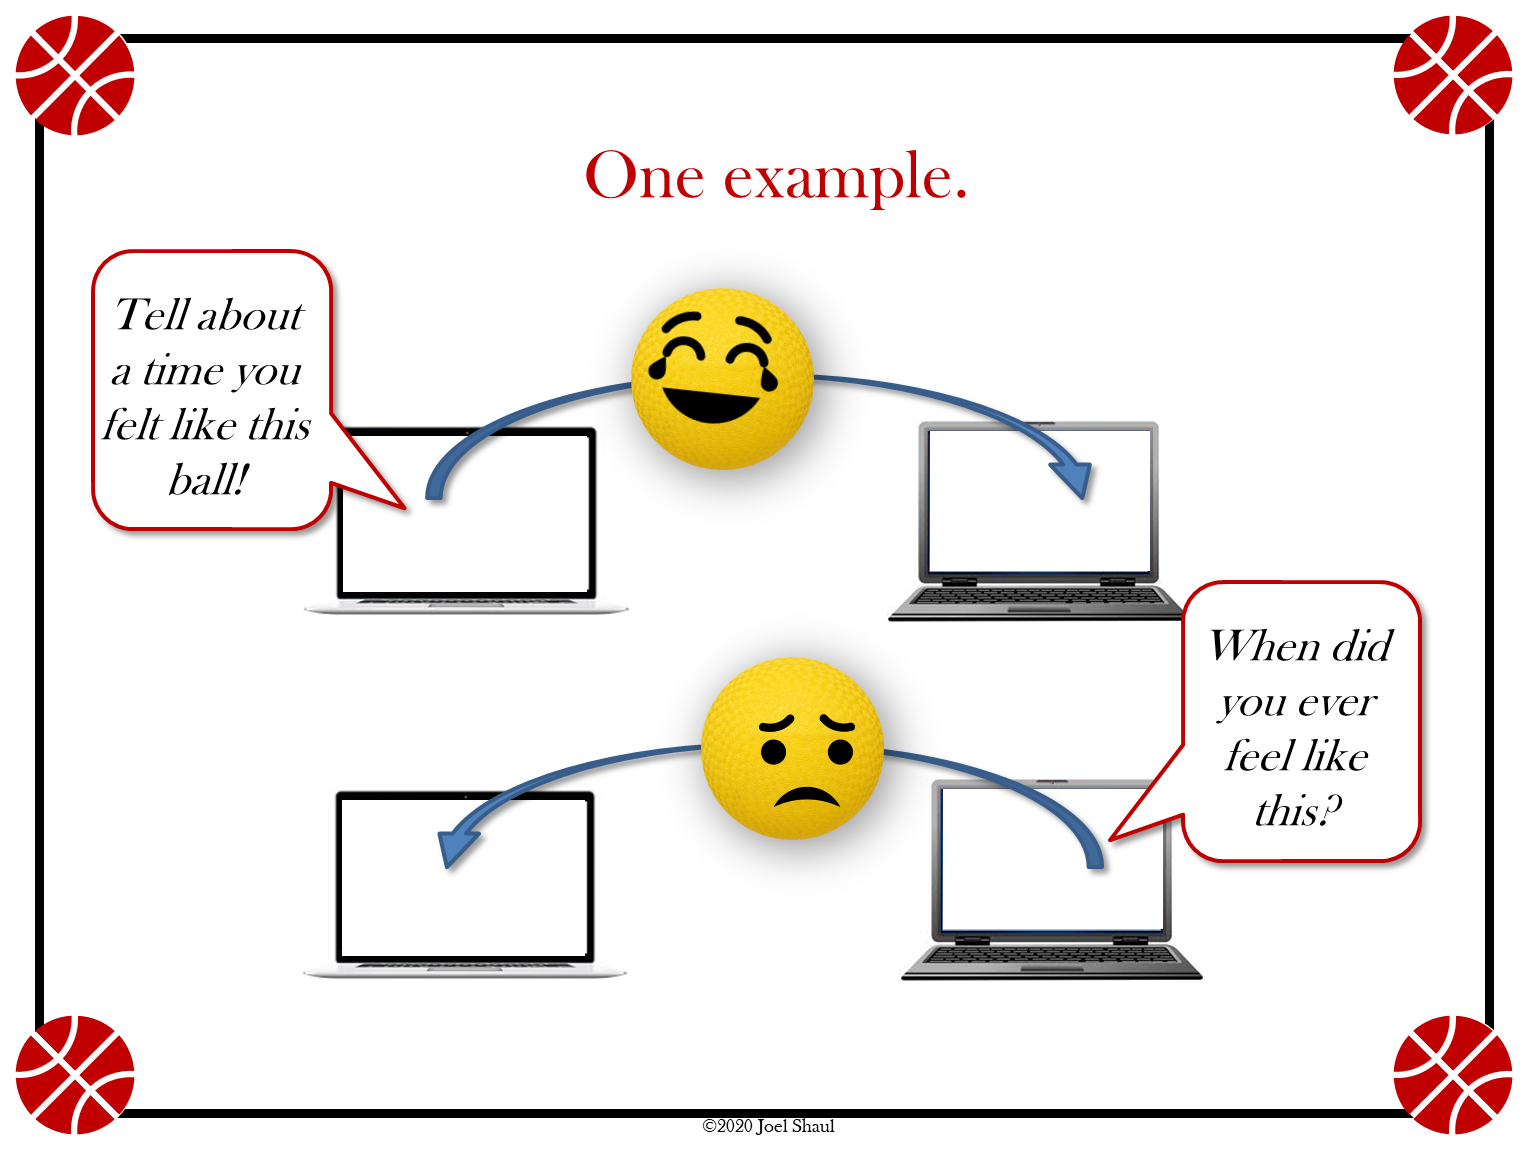 One example.
Tell about
a time you
felt like this
ball!
When did
you ever
feel like
this?
©2020 Joel Shaul